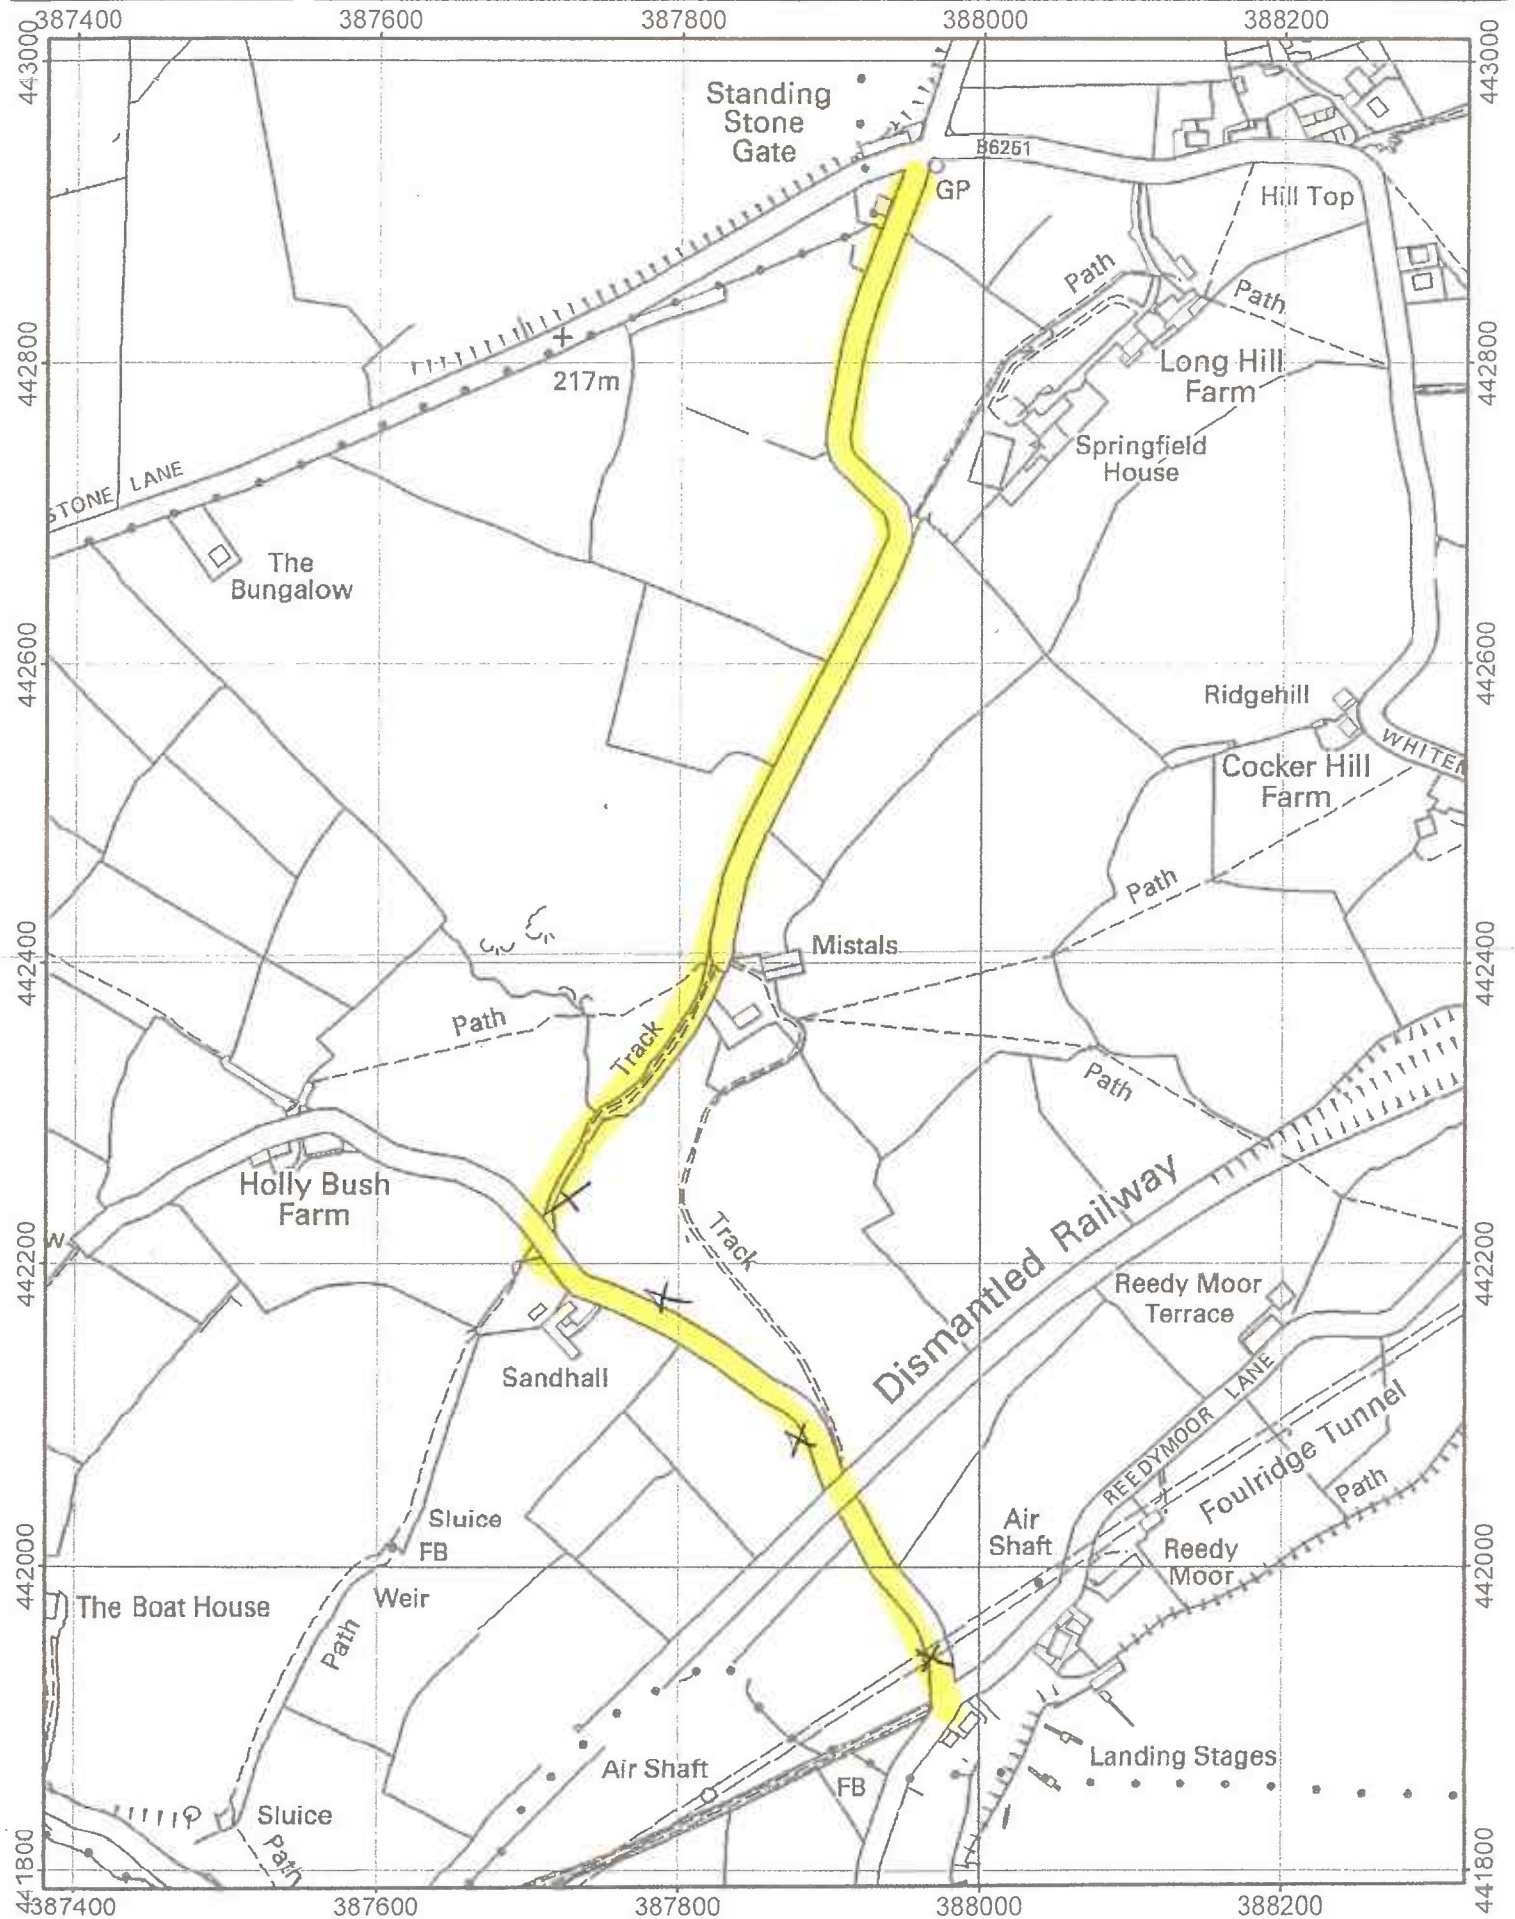 387400 387600 387800 388000 388200
443000
443000
Standing
Stone
Gate
B6251
GP
Hill Top
Path
Path
442800
217m
Long Hill
Farm
442800
Springfield
House
STONE LANE
The
Bungalow
442600
442600
Ridgehill
WHITE
Cocker Hill
Farm
Path
Mistals
442400
442400
Path
Track
Path
Holly Bush
Farm
W
Track
Dismantled Railway
442200
442200
Reedy Moor
Terrace
Sandhall
REEDYMOOR LANE
Foulridge Tunnel
Path
Sluice
FB
Air
Shaft
Reedy
Moor
442000
442000
Weir
The Boat House
Path
Air Shaft
Landing Stages
FB
Sluice
Path
441800
441800
387400 387600 387800 388000 388200